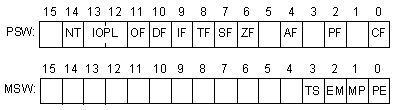 15 14 13 12 11 10 9 8 7 6 5 4 3 2 1 0
PSW: NT IOPL OF DF IF TF SF ZF AF PF CF
15 14 13 12 11 10 9 8 7 6 5 4 3 2 1 0
MSW: TS EM MP PE